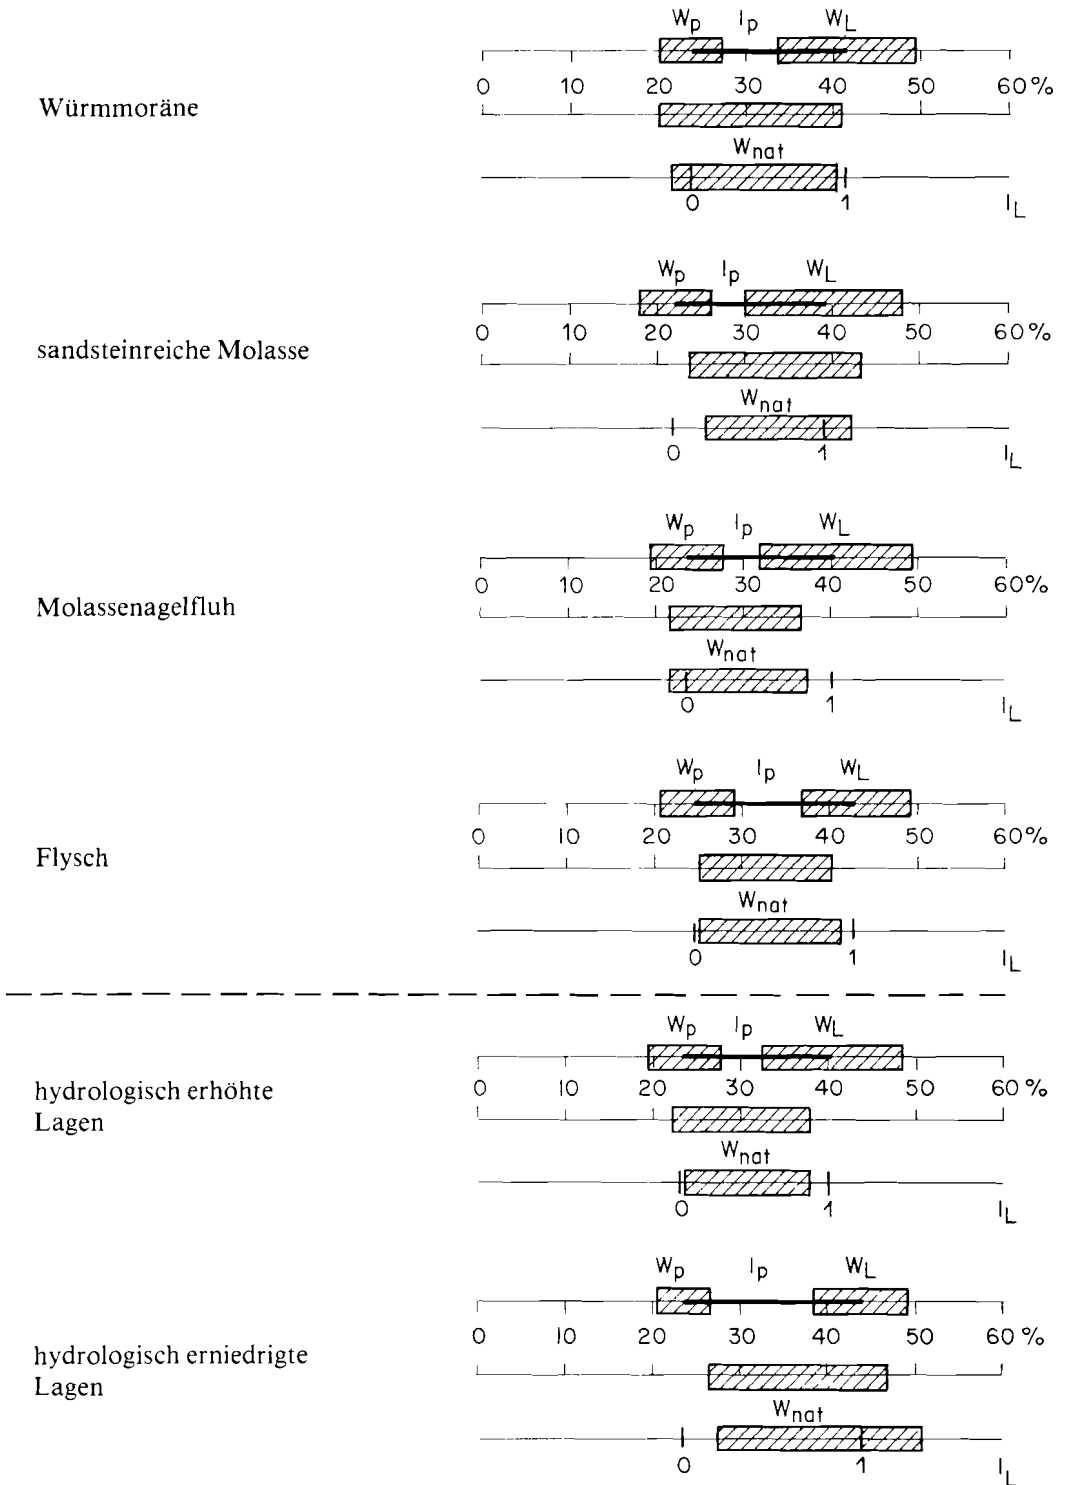 Wp Ip WL
0 10 20 30 40 50 60%
Würmmoräne
Wnat
0 1 IL
Wp Ip WL
0 10 20 30 40 50 60%
sandsteinreiche Molasse
Wnat
0 1 IL
Wp Ip WL
0 10 20 30 40 50 60%
Molassenagelfluh
Wnat
0 1 IL
Wp Ip WL
0 10 20 30 40 50 60%
Flysch
Wnat
0 1 IL
Wp Ip WL
0 10 20 30 40 50 60%
hydrologisch erhöhte
Lagen
Wnat
0 1 IL
Wp Ip WL
0 10 20 30 40 50 60%
hydrologisch erniedrigte
Lagen
Wnat
0 1 IL